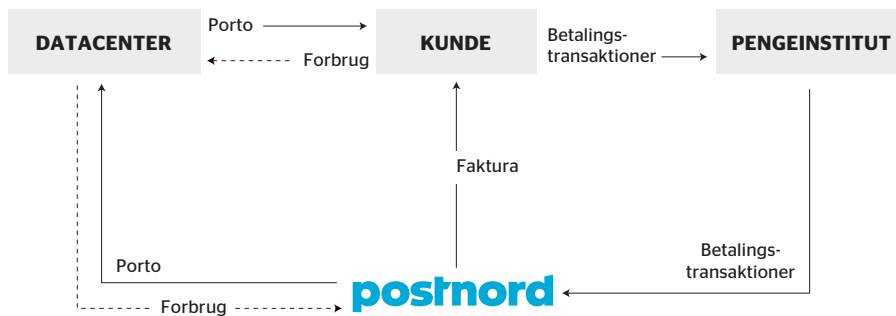 Porto
DATACENTER
Forbrug
KUNDE
Betalings-
transaktioner
PENGEINSTITUT
Faktura
Betalings-
transaktioner
Porto
Forbrug
postnord